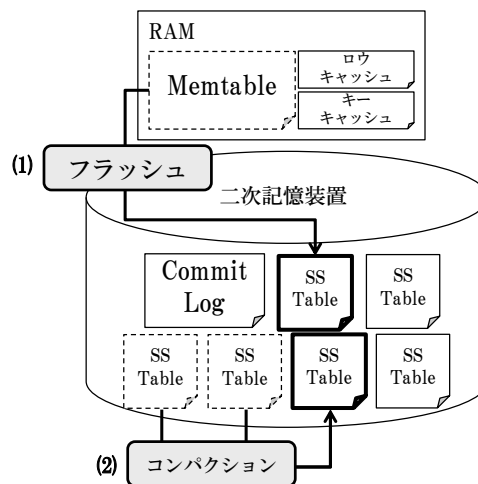 RAM
Memtable
ロウ
キャッシュ
キー
キャッシュ
(1)
フラッシュ
二次記憶装置
Commit
Log
SS
Table
SS
Table
SS
Table
SS
Table
SS
Table
SS
Table
(2)
コンパクション